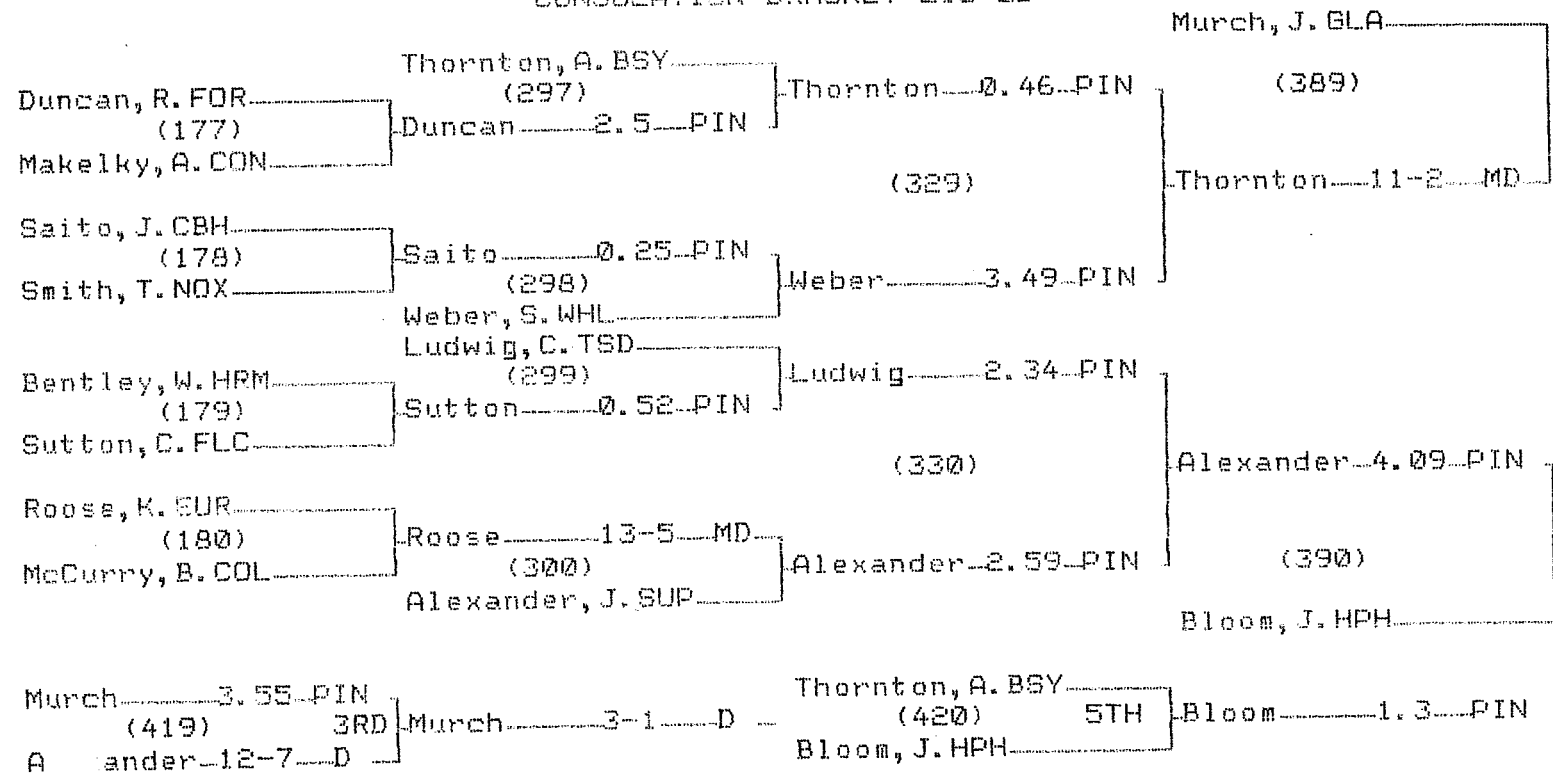 CONSOLATION BRACKET
Murch, J. GLA
Thornton, A. BSY
Duncan, R. FOR (297) Thornton 0.46 PIN (389)
(177) Duncan 2.5 PIN
Makelky, A. CON
(329) Thornton 11-2 MD
Saito, J. CBH
(178) Saito 0.25 PIN
Smith, T. NOX (298) Weber 3.49 PIN
Weber, S. WHL
Ludwig, C. TSD
Bentley, W. HRM (299) Ludwig 2.34 PIN
(179) Sutton 0.52 PIN
Sutton, C. FLC
(330) Alexander 4.09 PIN
Roose, K. EUR
(180) Roose 13-5 MD
McCurry, B. COL (300) Alexander 2.59 PIN (390)
Alexander, J. SUP
Bloom, J. HPH
Murch 3.55 PIN Thornton, A. BSY
(419) 3RD Murch 3-1 D (420) 5TH Bloom 1.3 PIN
A ander 12-7 D Bloom, J. HPH